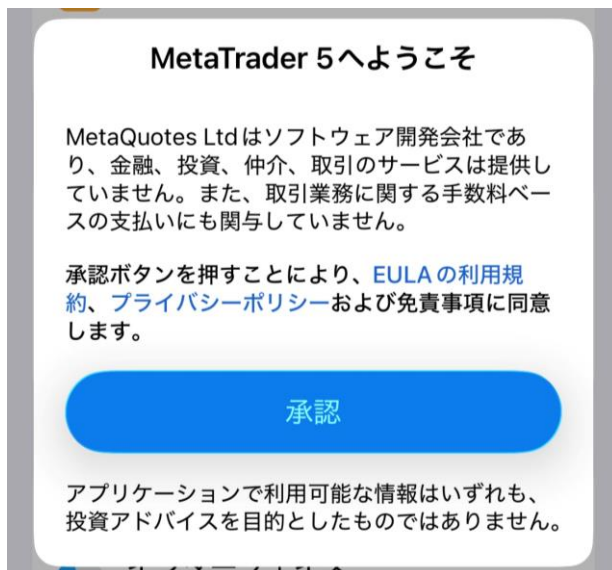 MetaTrader 5へようこそ
MetaQuotes Ltdはソフトウェア開発会社であ
り、金融、投資、仲介、取引のサービスは提供し
ていません。また、取引業務に関する手数料ベー
スの支払いにも関与していません。
承認ボタンを押すことにより、EULAの利用規
約、プライバシーポリシーおよび免責事項に同意
します。
承認
アプリケーションで利用可能な情報はいずれも、
投資アドバイスを目的としたものではありません。